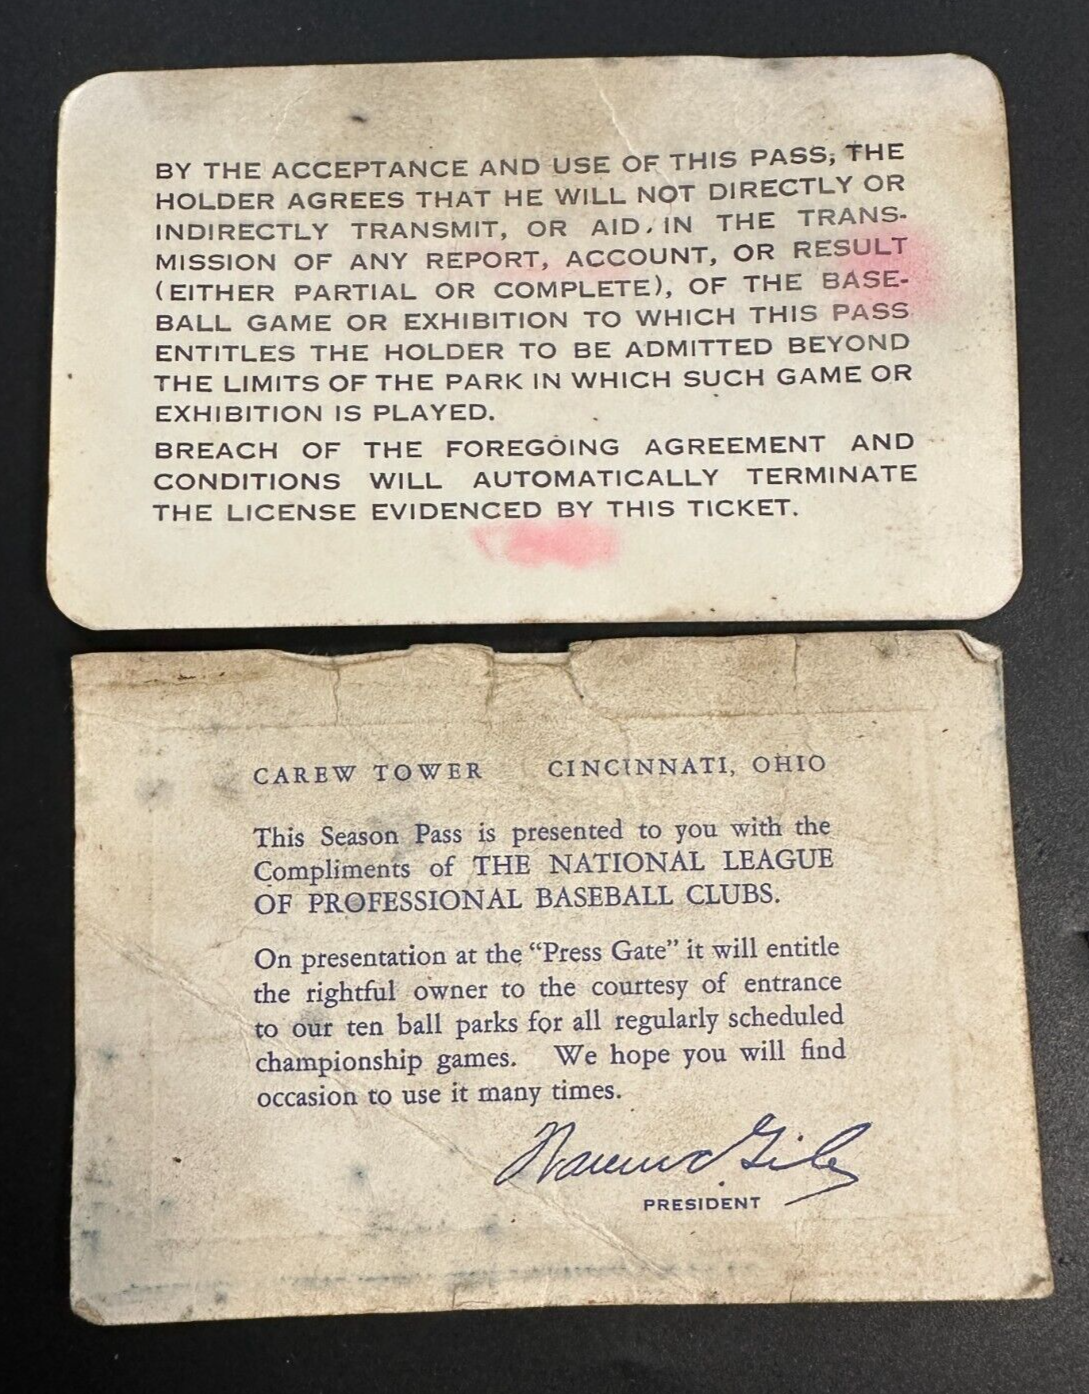 BY THE ACCEPTANCE AND USE OF THIS PASS, THE
HOLDER AGREES THAT HE WILL NOT DIRECTLY OR
INDIRECTLY TRANSMIT, OR AID IN THE TRANS-
MISSION OF ANY REPORT, ACCOUNT, OR RESULT
(EITHER PARTIAL OR COMPLETE), OF THE BASE-
BALL GAME OR EXHIBITION TO WHICH THIS PASS
ENTITLES THE HOLDER TO BE ADMITTED BEYOND
THE LIMITS OF THE PARK IN WHICH SUCH GAME OR
EXHIBITION IS PLAYED.
BREACH OF THE FOREGOING AGREEMENT AND
CONDITIONS WILL AUTOMATICALLY TERMINATE
THE LICENSE EVIDENCED BY THIS TICKET.
CAREW TOWER CINCINNATI, OHIO
This Season Pass is presented to you with the
Compliments of THE NATIONAL LEAGUE
OF PROFESSIONAL BASEBALL CLUBS.
On presentation at the “Press Gate” it will entitle
the rightful owner to the courtesy of entrance
to our ten ball parks for all regularly scheduled
championship games. We hope you will find
occasion to use it many times.
Warren C. Giles
PRESIDENT